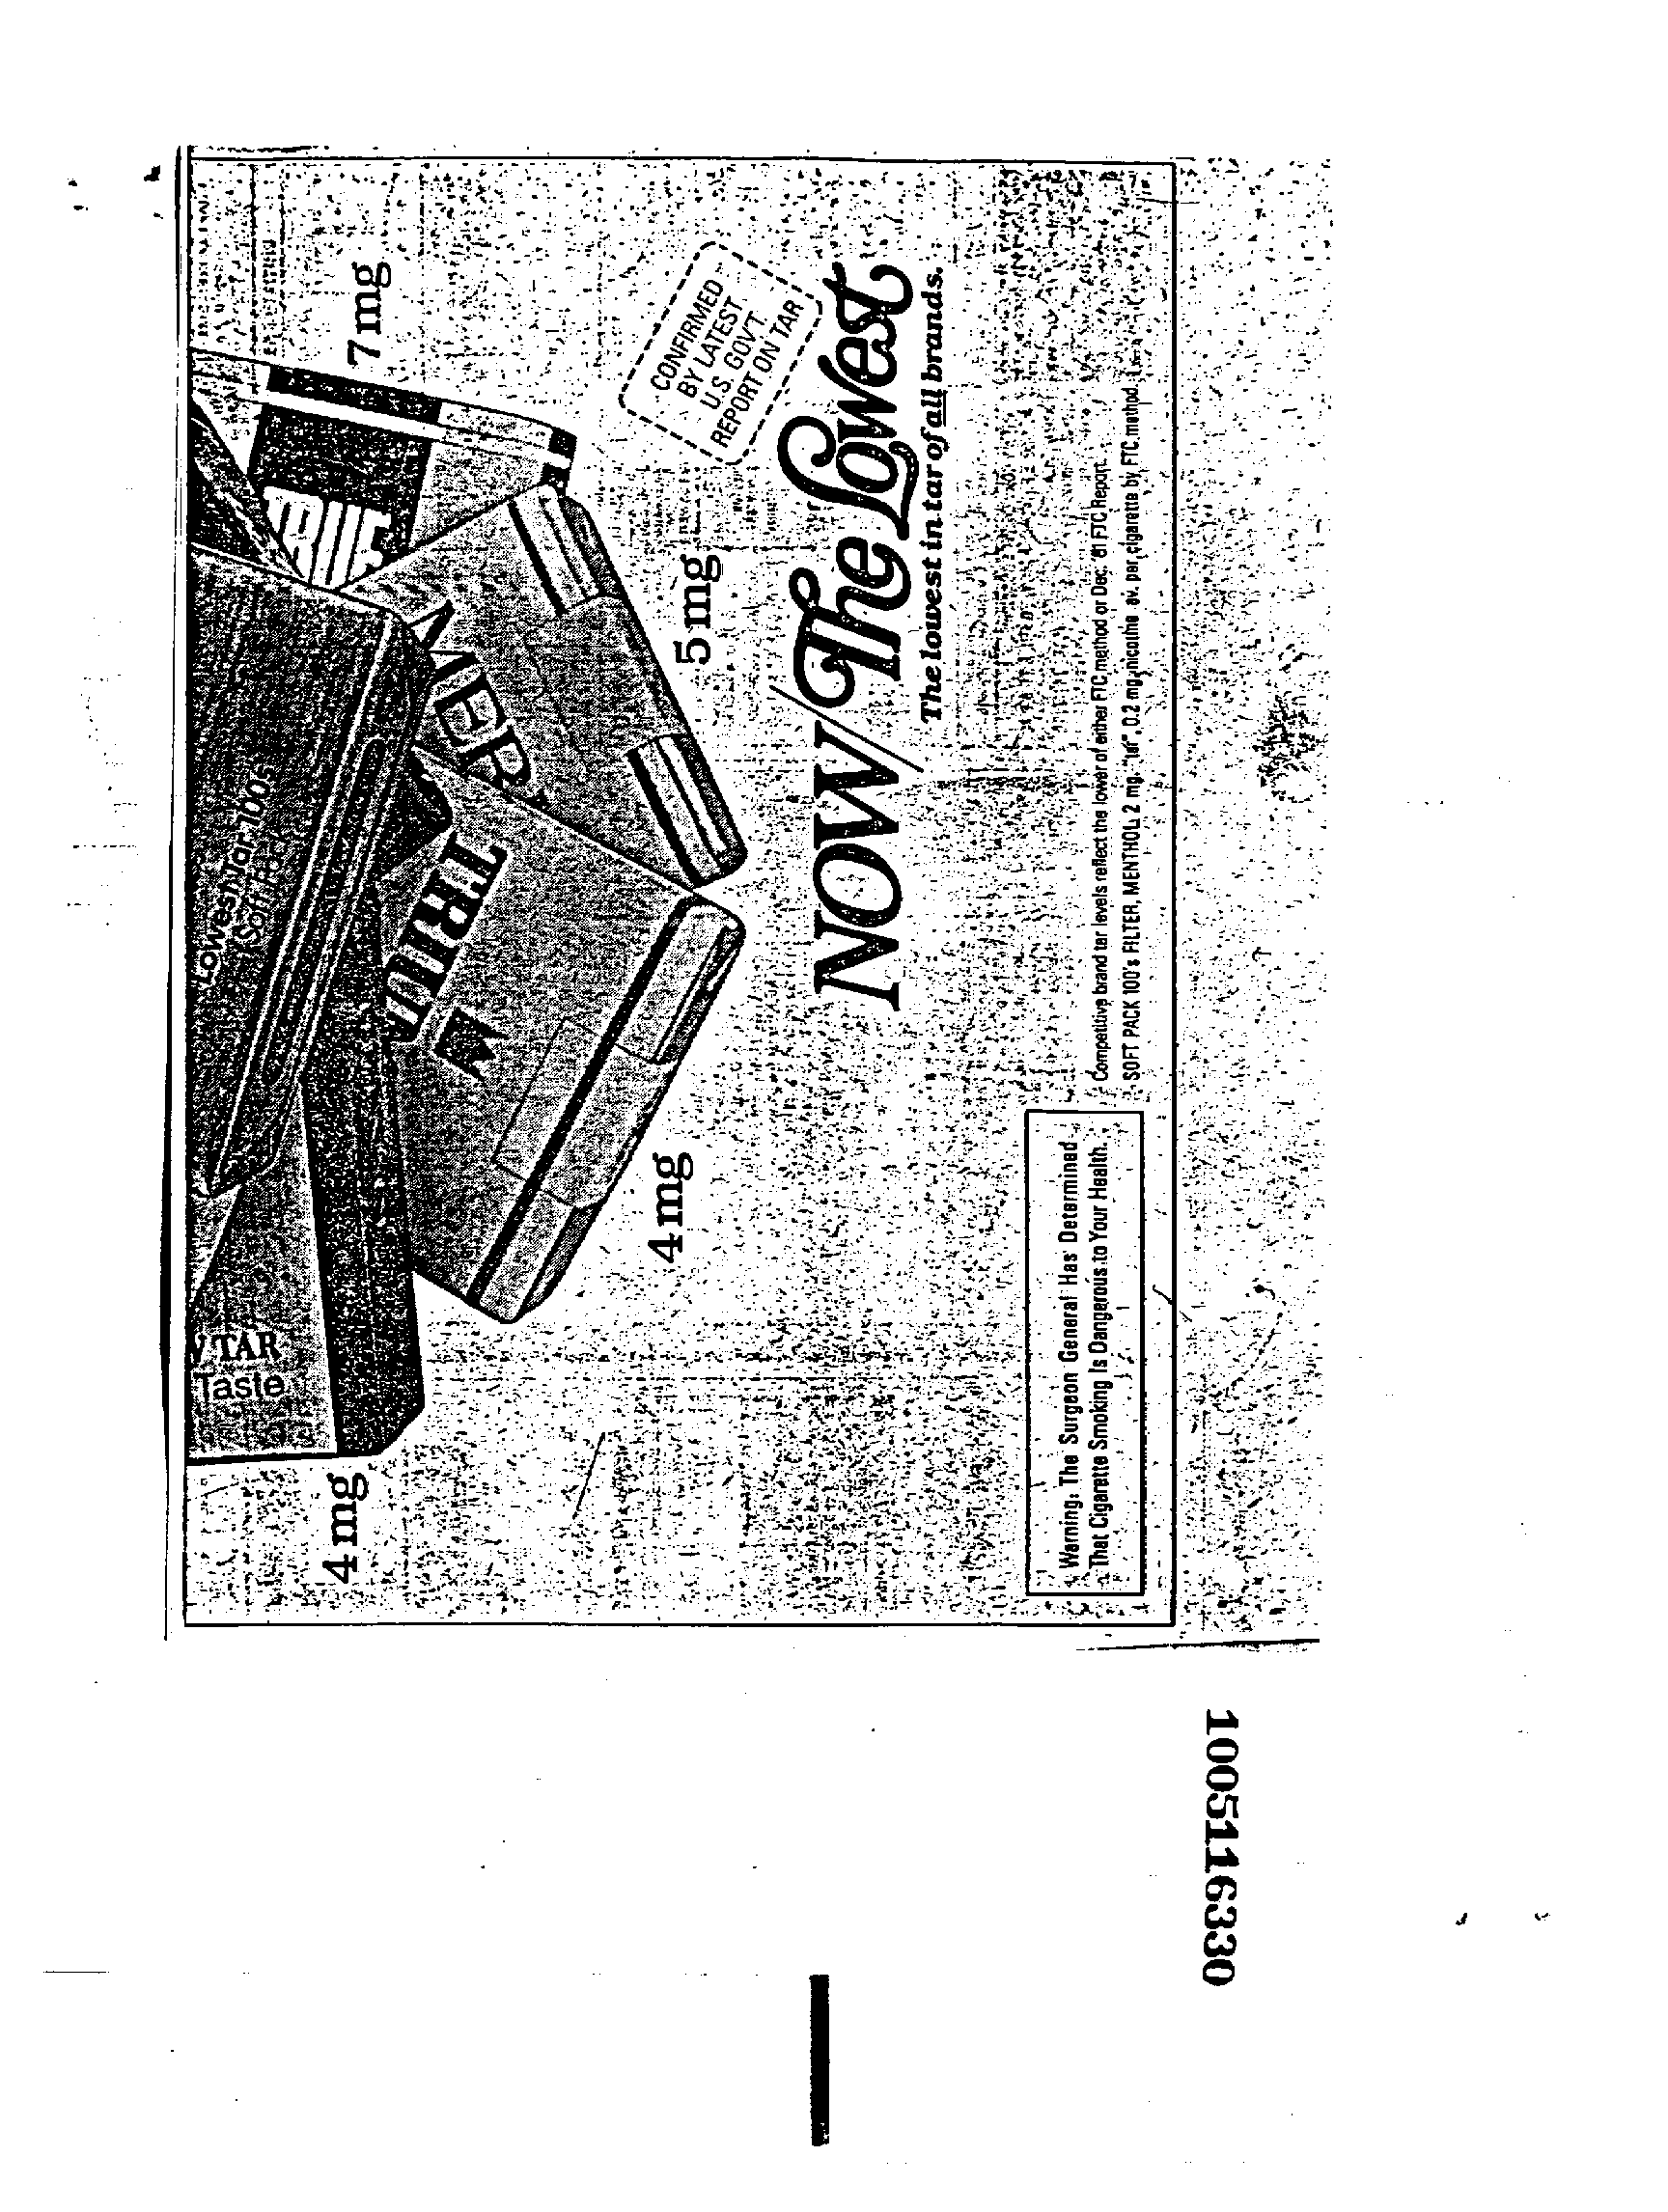 7 mg
Lowest Tar 100s
Soft Pack
TRUE
TAR
Taste
4 mg
4 mg
5 mg
CONFIRMED
BY LATEST
U.S. GOV'T.
REPORT ON TAR
NOW/The Lowest
The lowest in tar of all brands.
Competitive brand tar levels reflect the lower of either FTC method or Dec. '81 FTC Report.
SOFT PACK 100's FILTER, MENTHOL: 2 mg. "tar", 0.2 mg. nicotine av. per cigarette by FTC method.
Warning: The Surgeon General Has Determined
That Cigarette Smoking Is Dangerous to Your Health.
1005116330